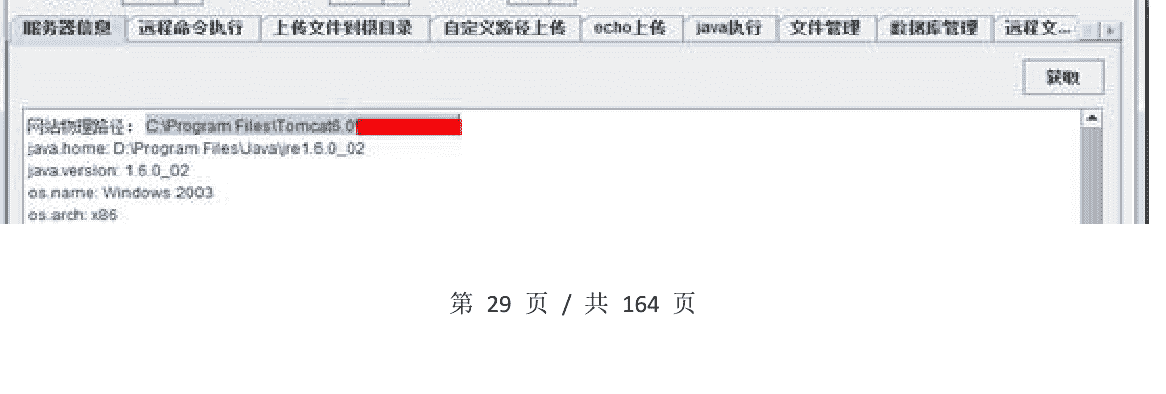 服务器信息 远程命令执行 上传文件到根目录 自定义路径上传 echo上传 java执行 文件管理 数据库管理 远程文...
获取
网站物理路径: C:\Program Files\Tomcat6.0
java.home: D:\Program Files\Java\jre1.6.0_02
java.version: 1.6.0_02
os.name: Windows 2003
os.arch: x86
第 29 页 / 共 164 页